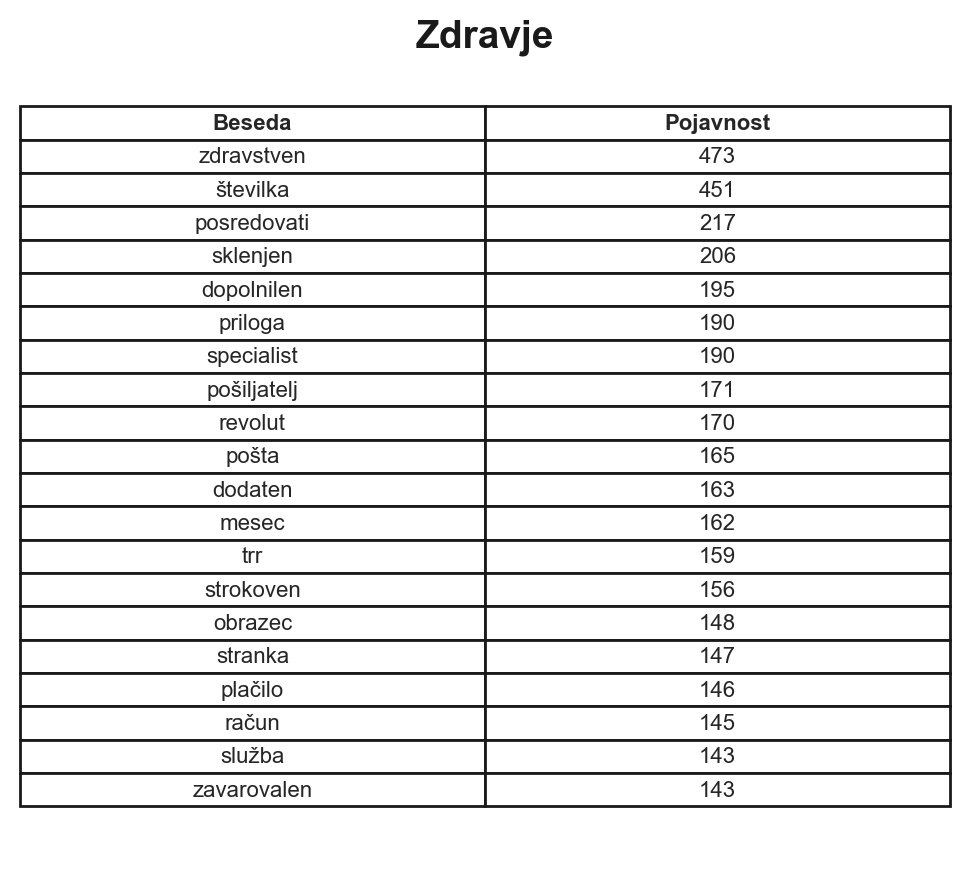 Zdravje
Beseda Pojavnost
zdravstven 473
številka 451
posredovati 217
sklenjen 206
dopolnilen 195
priloga 190
specialist 190
pošiljatelj 171
revolut 170
pošta 165
dodaten 163
mesec 162
trr 159
strokoven 156
obrazec 148
stranka 147
plačilo 146
račun 145
služba 143
zavarovalen 143